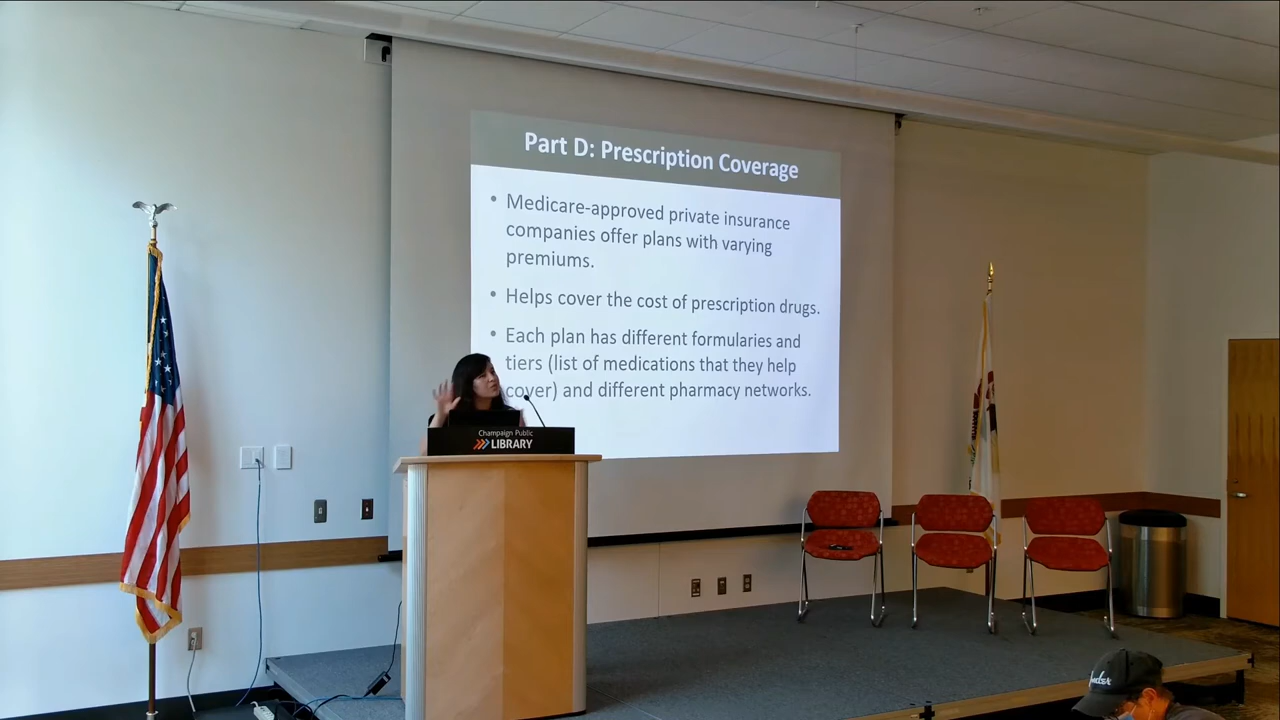 Part D: Prescription Coverage
• Medicare-approved private insurance
companies offer plans with varying
premiums.
• Helps cover the cost of prescription drugs.
• Each plan has different formularies and
tiers (list of medications that they help
cover) and different pharmacy networks.
Champaign Public
LIBRARY